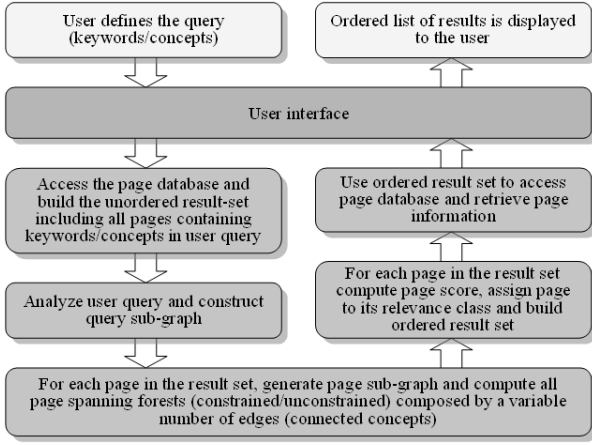 User defines the query
(keywords/concepts)
Ordered list of results is displayed
to the user
User interface
Access the page database and
build the unordered result-set
including all pages containing
keywords/concepts in user query
Use ordered result set to access
page database and retrieve page
information
Analyze user query and construct
query sub-graph
For each page in the result set
compute page score, assign page
to its relevance class and build
ordered result set
For each page in the result set, generate page sub-graph and compute all
page spanning forests (constrained/unconstrained) composed by a variable
number of edges (connected concepts)